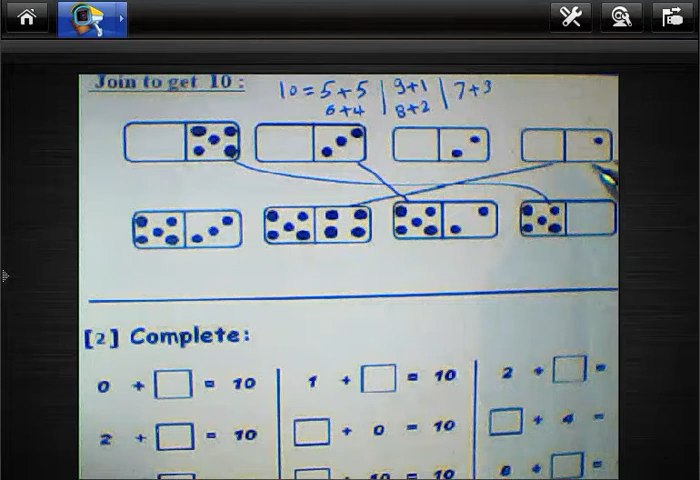 Join to get 10 :
10 = 5+5 | 9+1 | 7+3
6+4 | 8+2
[2] Complete:
0 + = 10
1 + = 10
2 + =
2 + = 10
+ 0 = 10
+ 4 =
+ 10 = 10